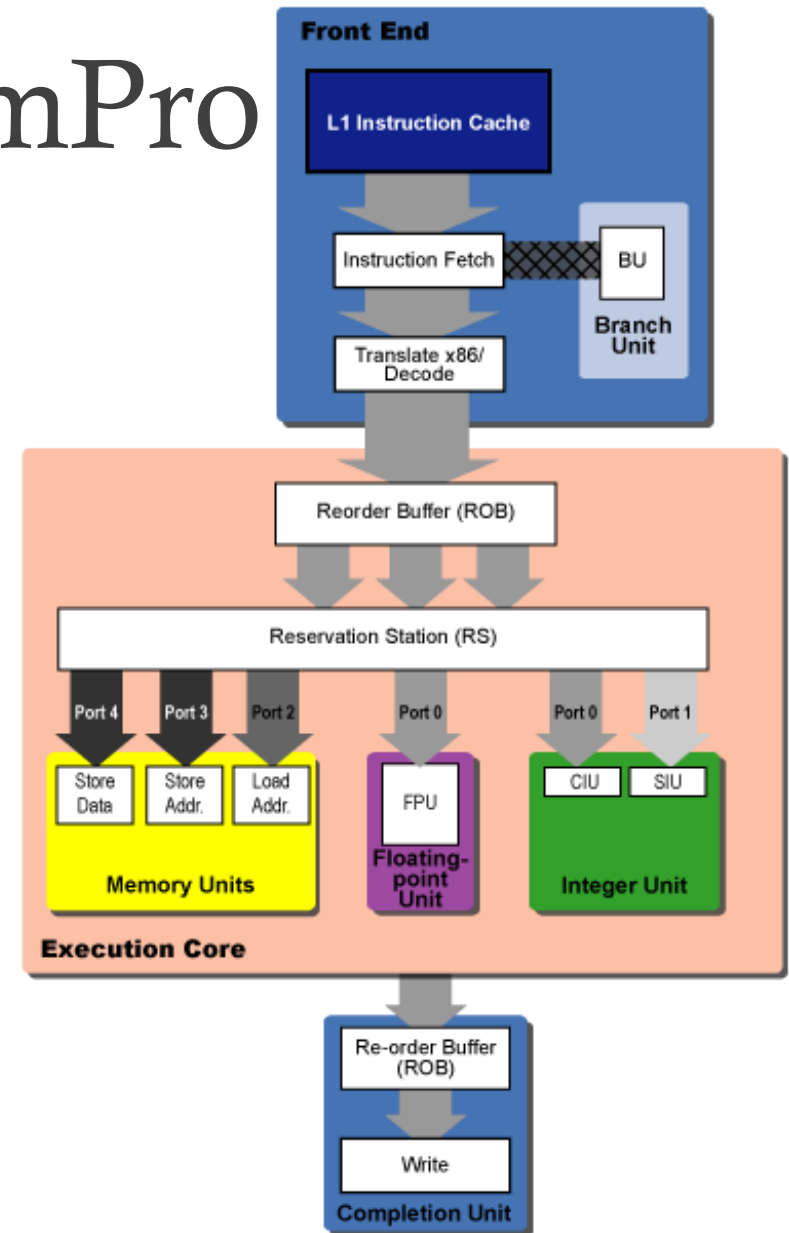 mPro
Front End
L1 Instruction Cache
Instruction Fetch
BU
Branch
Unit
Translate x86/
Decode
Reorder Buffer (ROB)
Reservation Station (RS)
Port 4
Port 3
Port 2
Port 0
Port 0
Port 1
Store
Data
Store
Addr.
Load
Addr.
FPU
CIU
SIU
Memory Units
Floating-
point
Unit
Integer Unit
Execution Core
Re-order Buffer
(ROB)
Write
Completion Unit